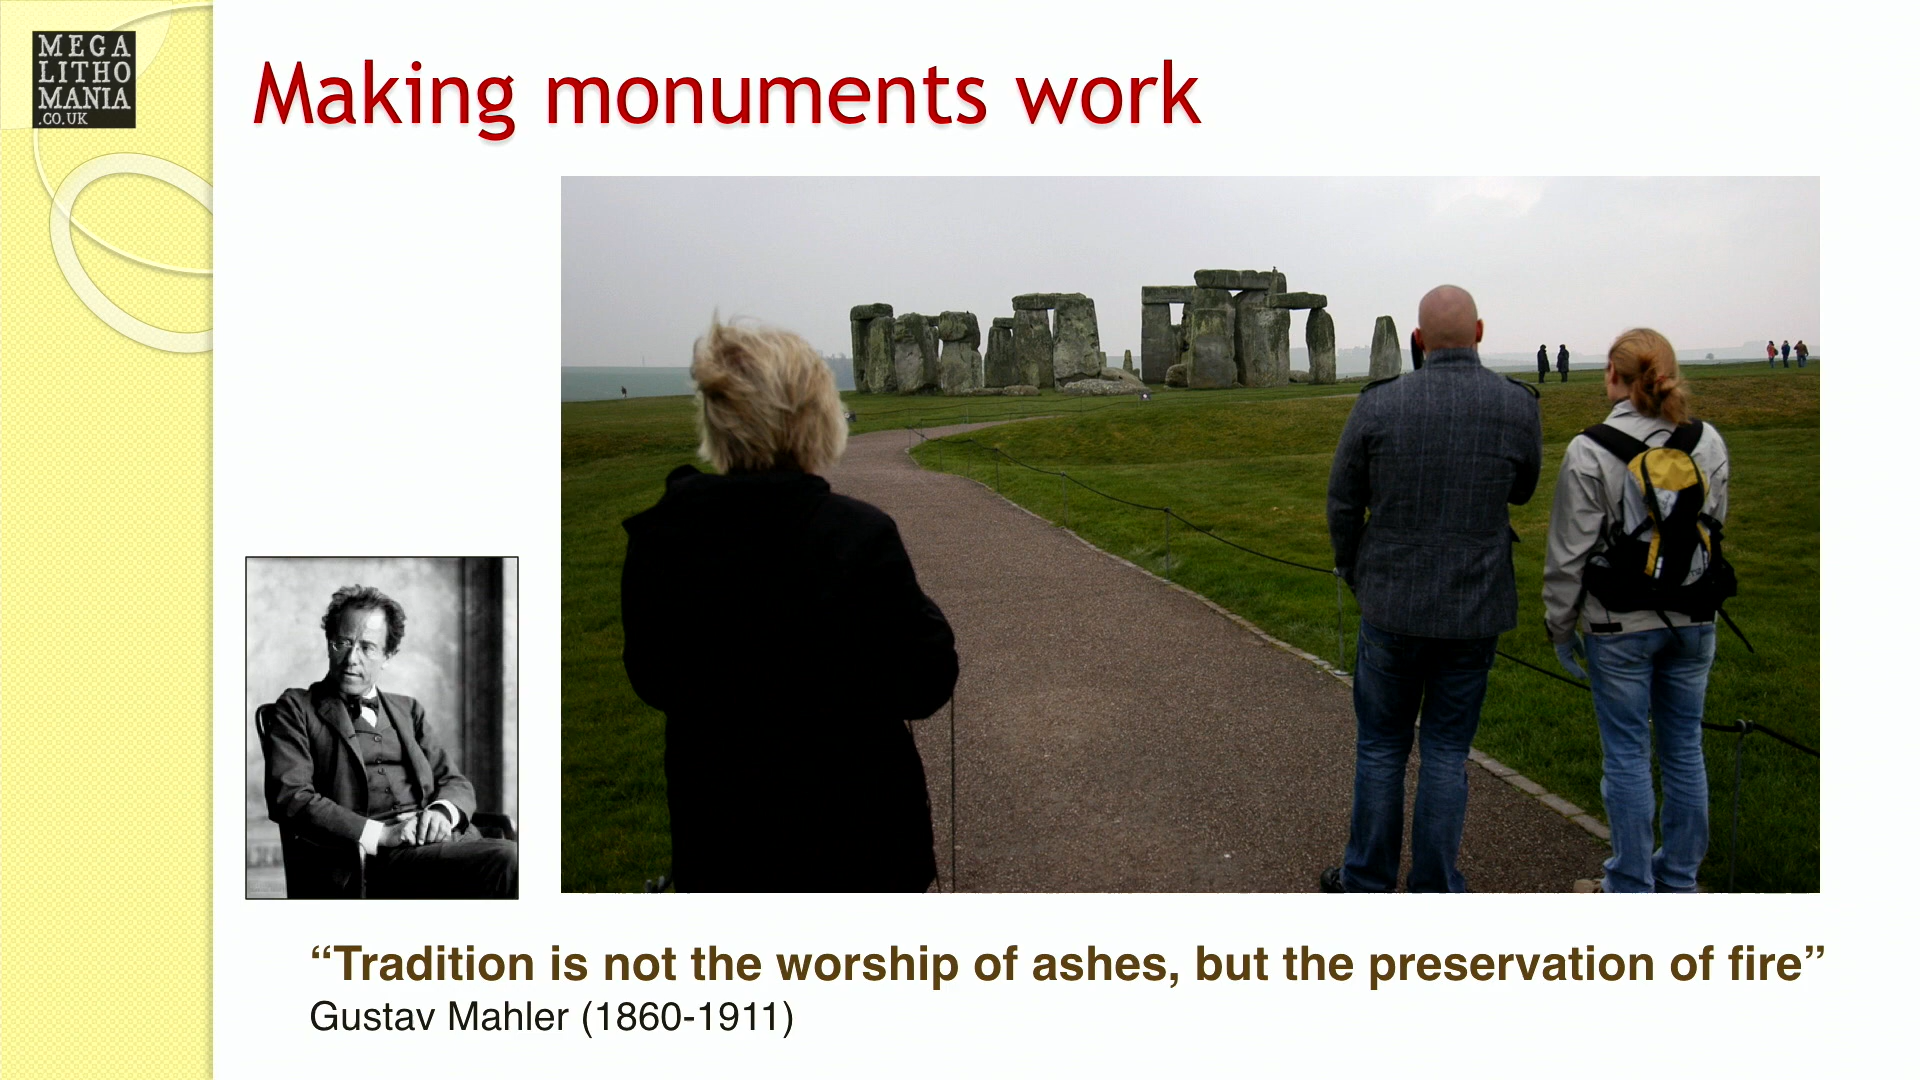 MEGA
LITHO
MANIA
.CO.UK
Making monuments work
“Tradition is not the worship of ashes, but the preservation of fire”
Gustav Mahler (1860-1911)